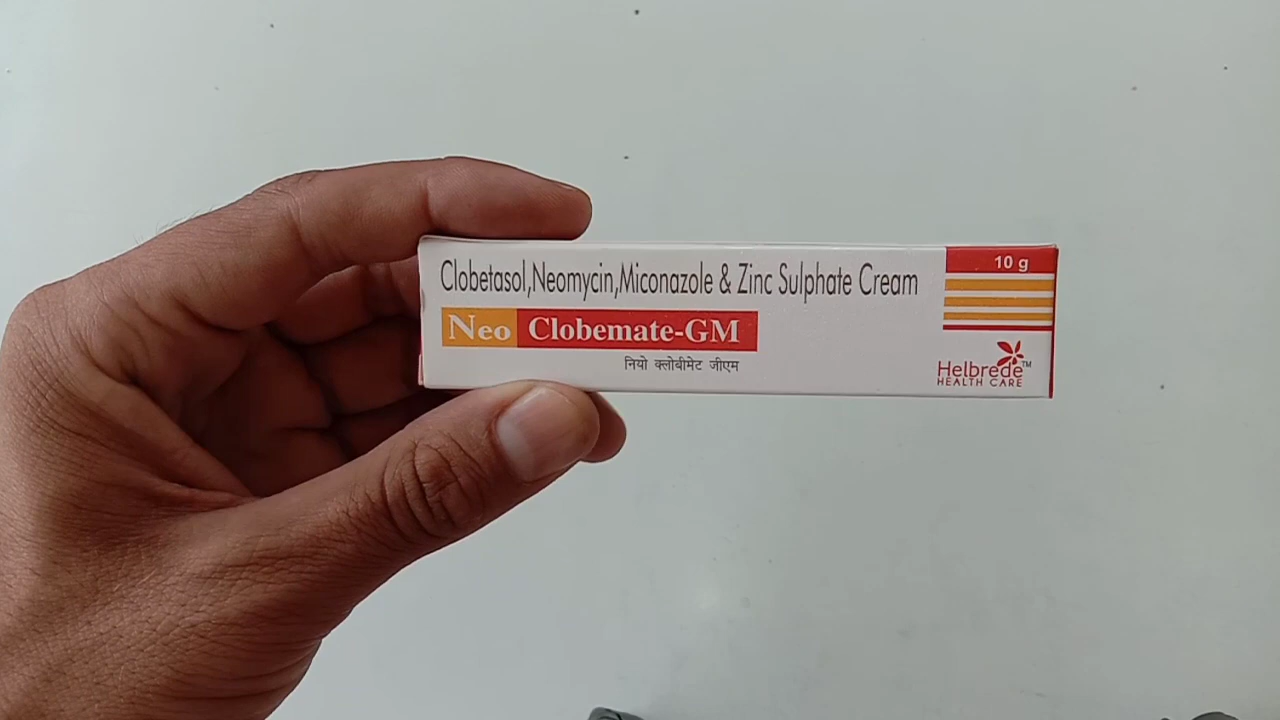 Clobetasol,Neomycin,Miconazole & Zinc Sulphate Cream
10 g
Neo Clobemate-GM
नियो क्लोबीमेट जीएम
Helbrede™
HEALTH CARE